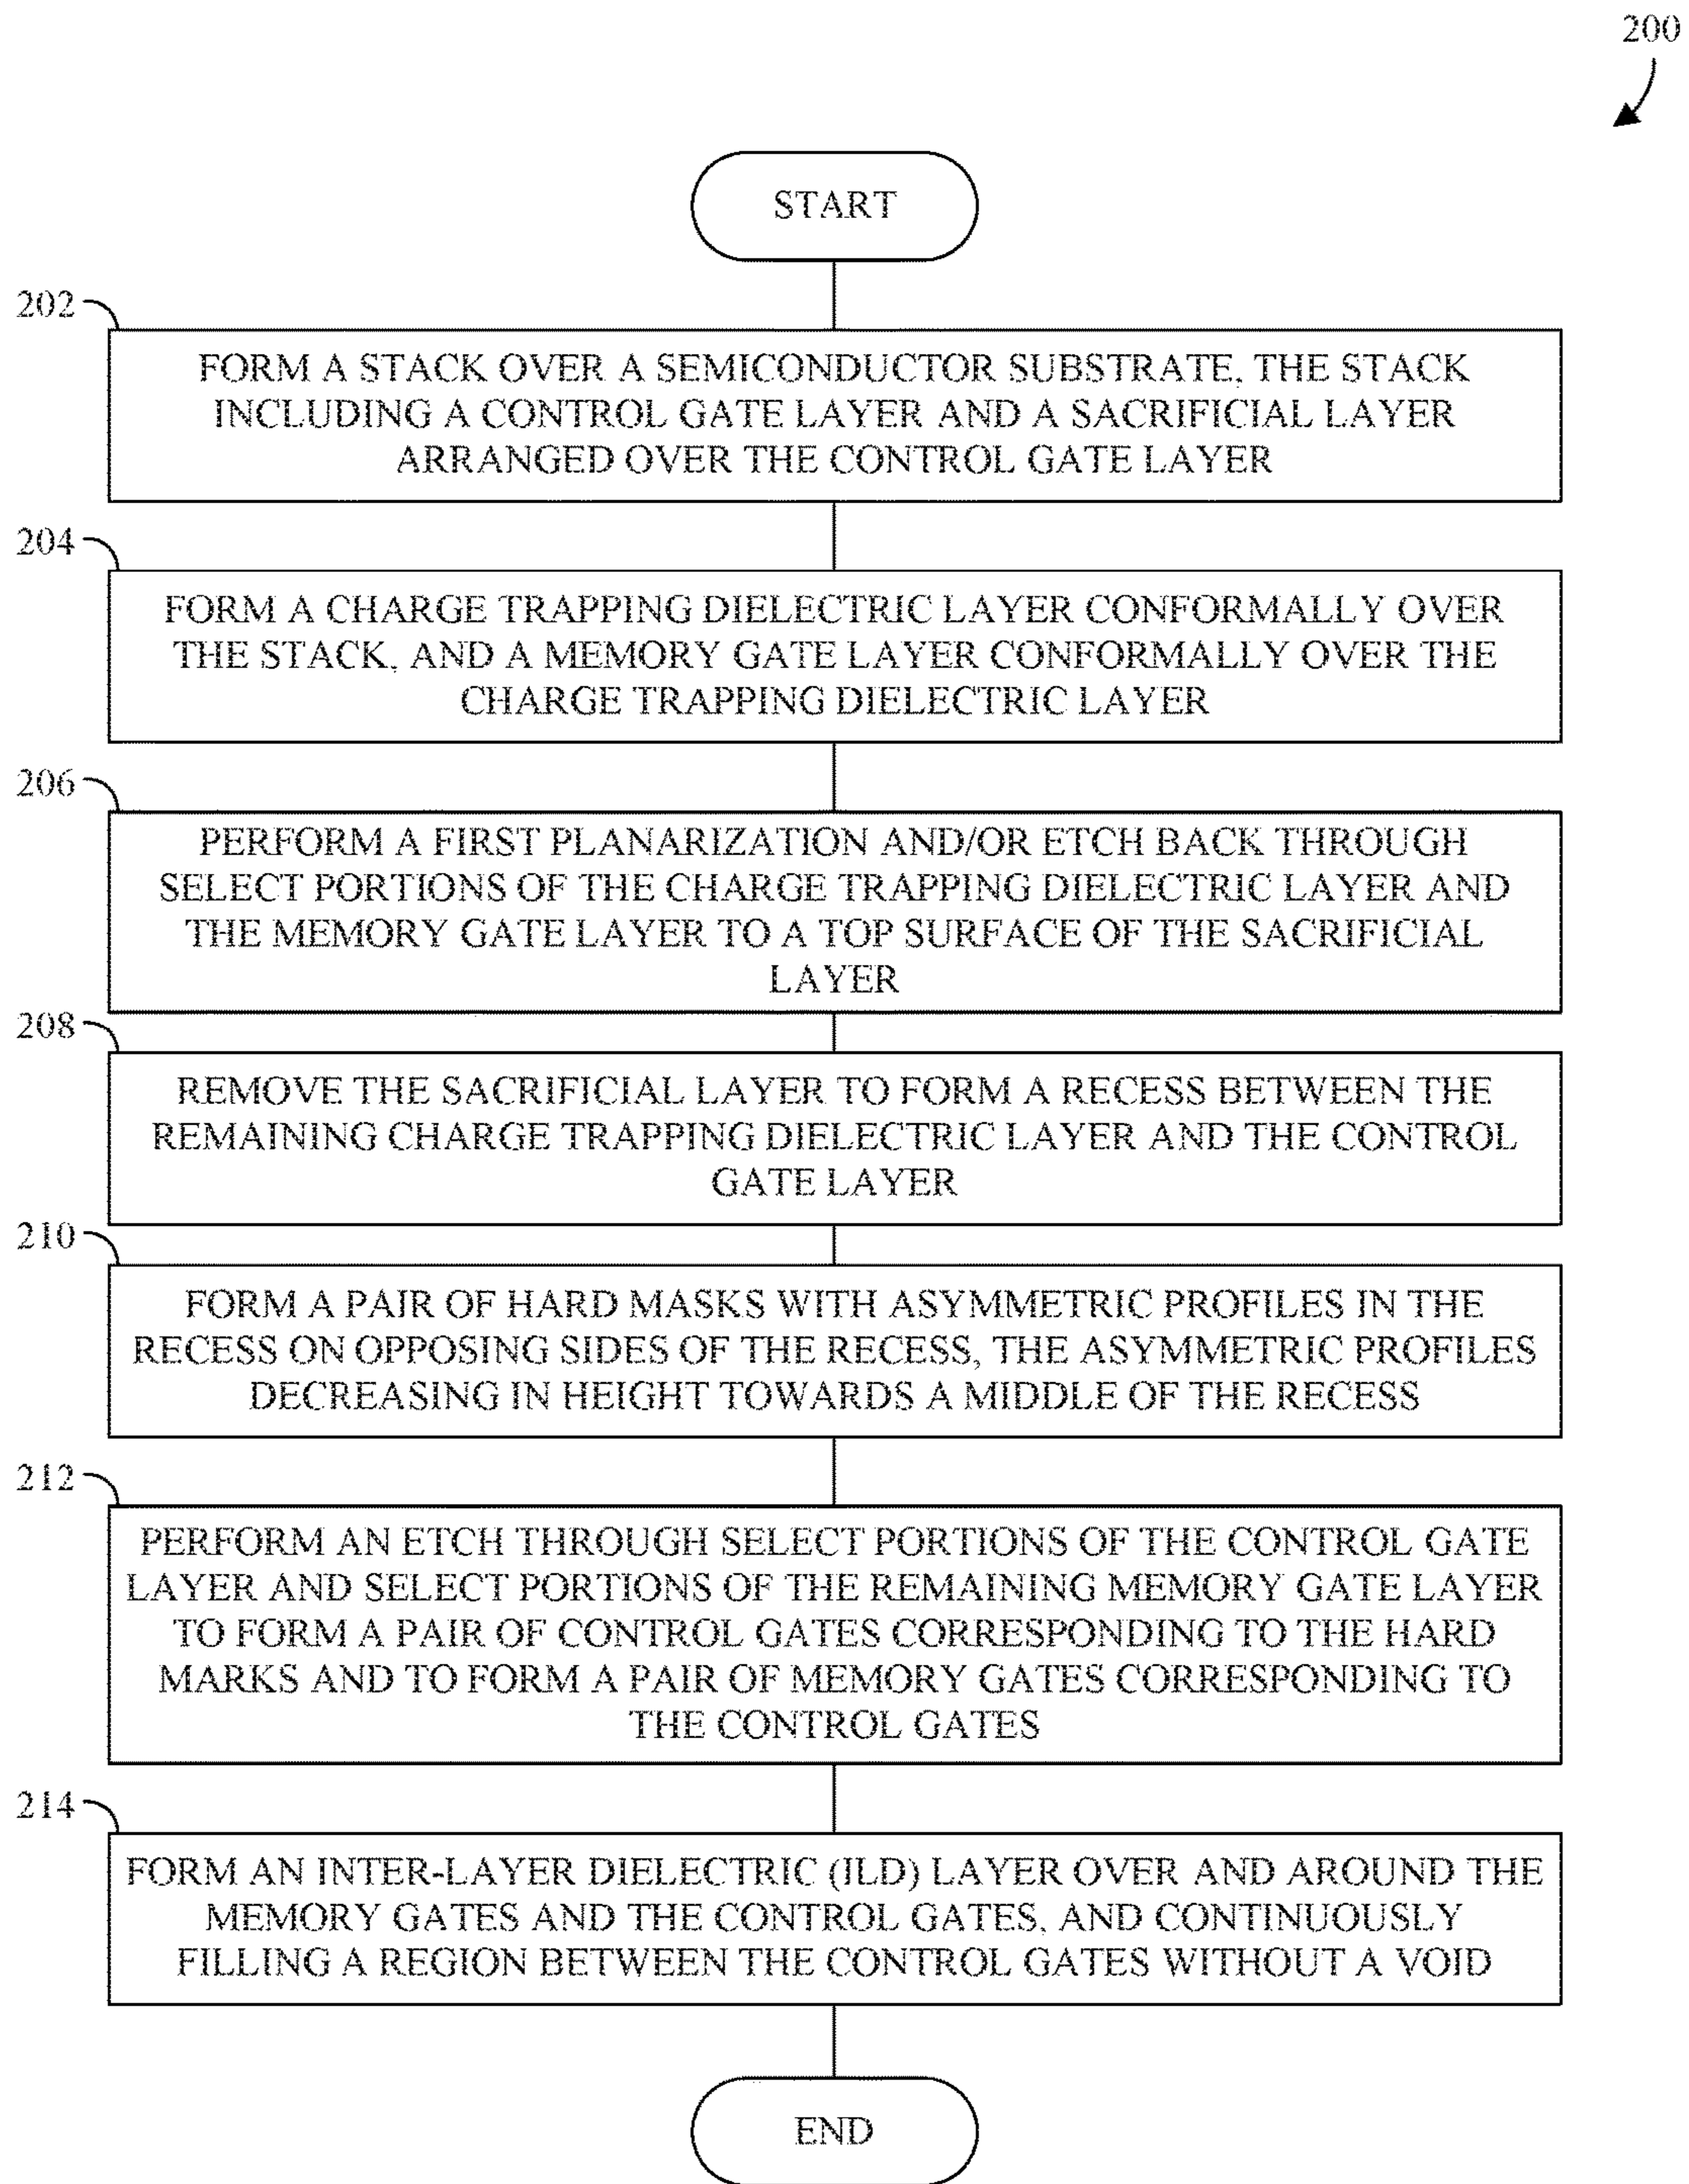 200
START
202
FORM A STACK OVER A SEMICONDUCTOR SUBSTRATE, THE STACK
INCLUDING A CONTROL GATE LAYER AND A SACRIFICIAL LAYER
ARRANGED OVER THE CONTROL GATE LAYER
204
FORM A CHARGE TRAPPING DIELECTRIC LAYER CONFORMALLY OVER
THE STACK, AND A MEMORY GATE LAYER CONFORMALLY OVER THE
CHARGE TRAPPING DIELECTRIC LAYER
206
PERFORM A FIRST PLANARIZATION AND/OR ETCH BACK THROUGH
SELECT PORTIONS OF THE CHARGE TRAPPING DIELECTRIC LAYER AND
THE MEMORY GATE LAYER TO A TOP SURFACE OF THE SACRIFICIAL
LAYER
208
REMOVE THE SACRIFICIAL LAYER TO FORM A RECESS BETWEEN THE
REMAINING CHARGE TRAPPING DIELECTRIC LAYER AND THE CONTROL
GATE LAYER
210
FORM A PAIR OF HARD MASKS WITH ASYMMETRIC PROFILES IN THE
RECESS ON OPPOSING SIDES OF THE RECESS, THE ASYMMETRIC PROFILES
DECREASING IN HEIGHT TOWARDS A MIDDLE OF THE RECESS
212
PERFORM AN ETCH THROUGH SELECT PORTIONS OF THE CONTROL GATE
LAYER AND SELECT PORTIONS OF THE REMAINING MEMORY GATE LAYER
TO FORM A PAIR OF CONTROL GATES CORRESPONDING TO THE HARD
MARKS AND TO FORM A PAIR OF MEMORY GATES CORRESPONDING TO
THE CONTROL GATES
214
FORM AN INTER-LAYER DIELECTRIC (ILD) LAYER OVER AND AROUND THE
MEMORY GATES AND THE CONTROL GATES, AND CONTINUOUSLY
FILLING A REGION BETWEEN THE CONTROL GATES WITHOUT A VOID
END